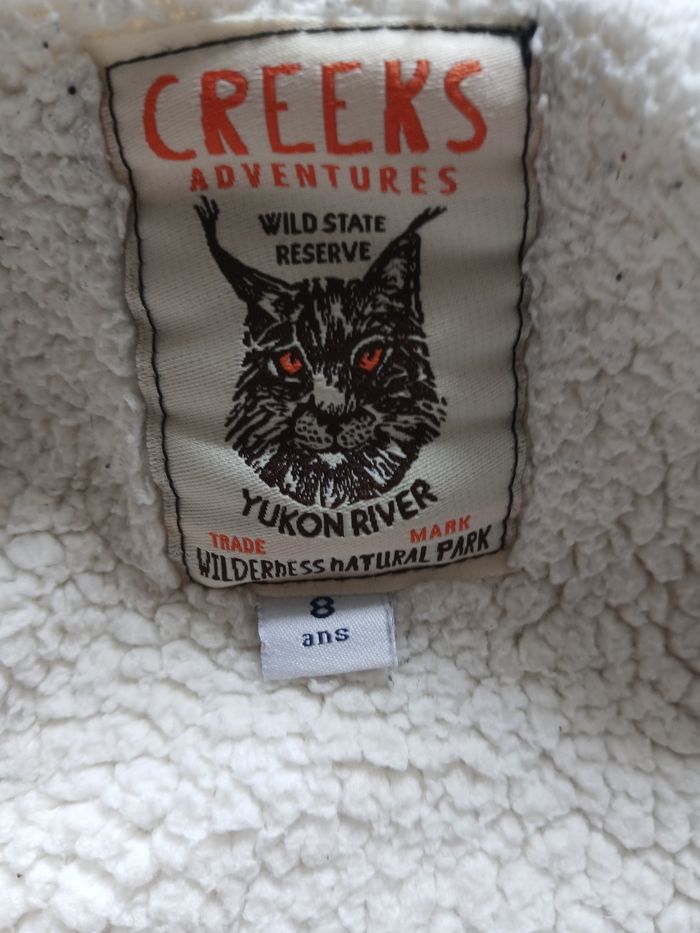 CREEKS
ADVENTURES
WILD STATE
RESERVE
YUKON RIVER
TRADE MARK
WILDERNESS NATURAL PARK
8
ans